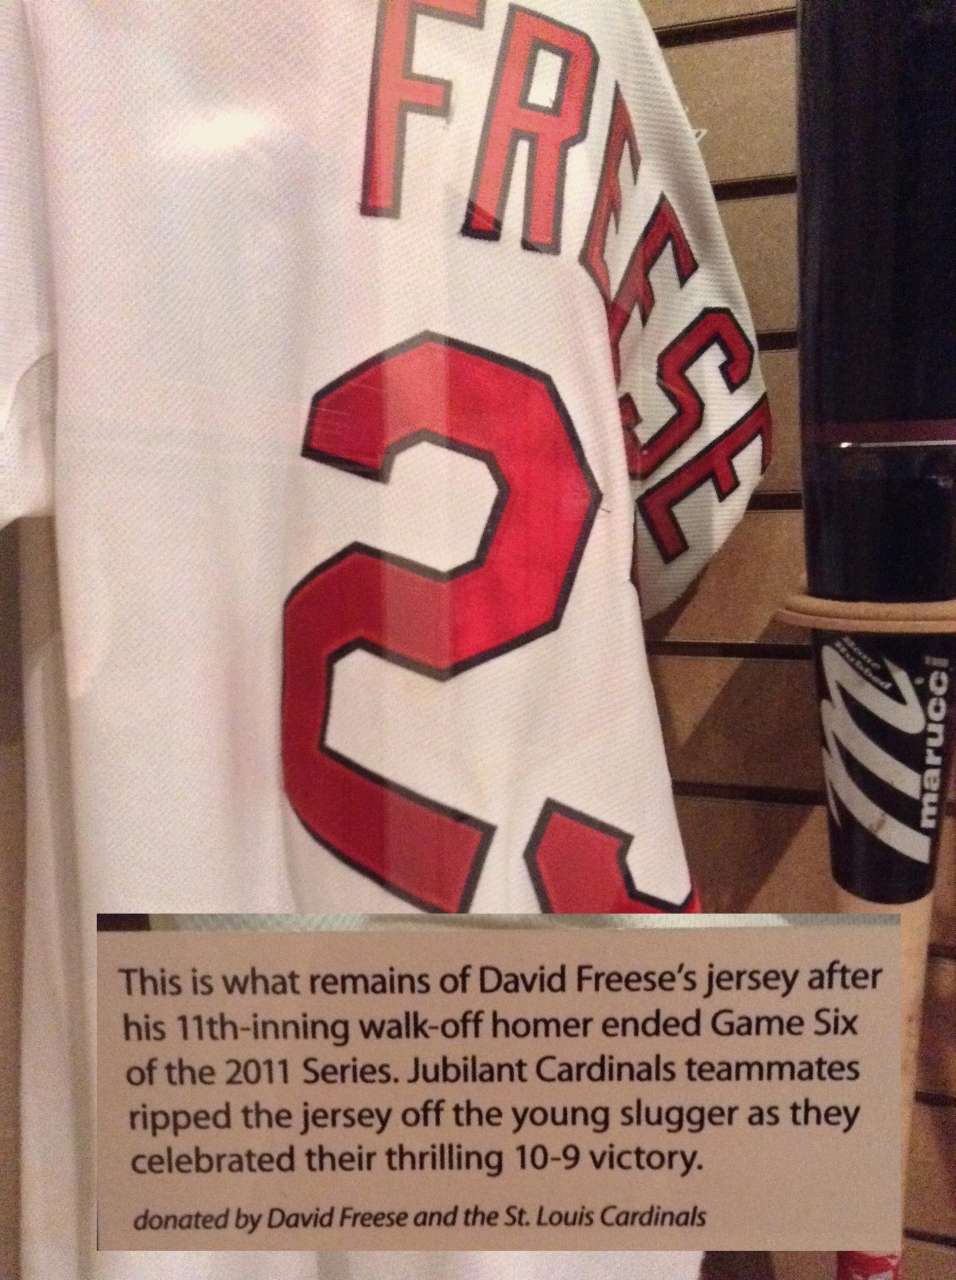 FREESE
2
Bone
Rubbed
marucci
This is what remains of David Freese's jersey after
his 11th-inning walk-off homer ended Game Six
of the 2011 Series. Jubilant Cardinals teammates
ripped the jersey off the young slugger as they
celebrated their thrilling 10-9 victory.
donated by David Freese and the St. Louis Cardinals